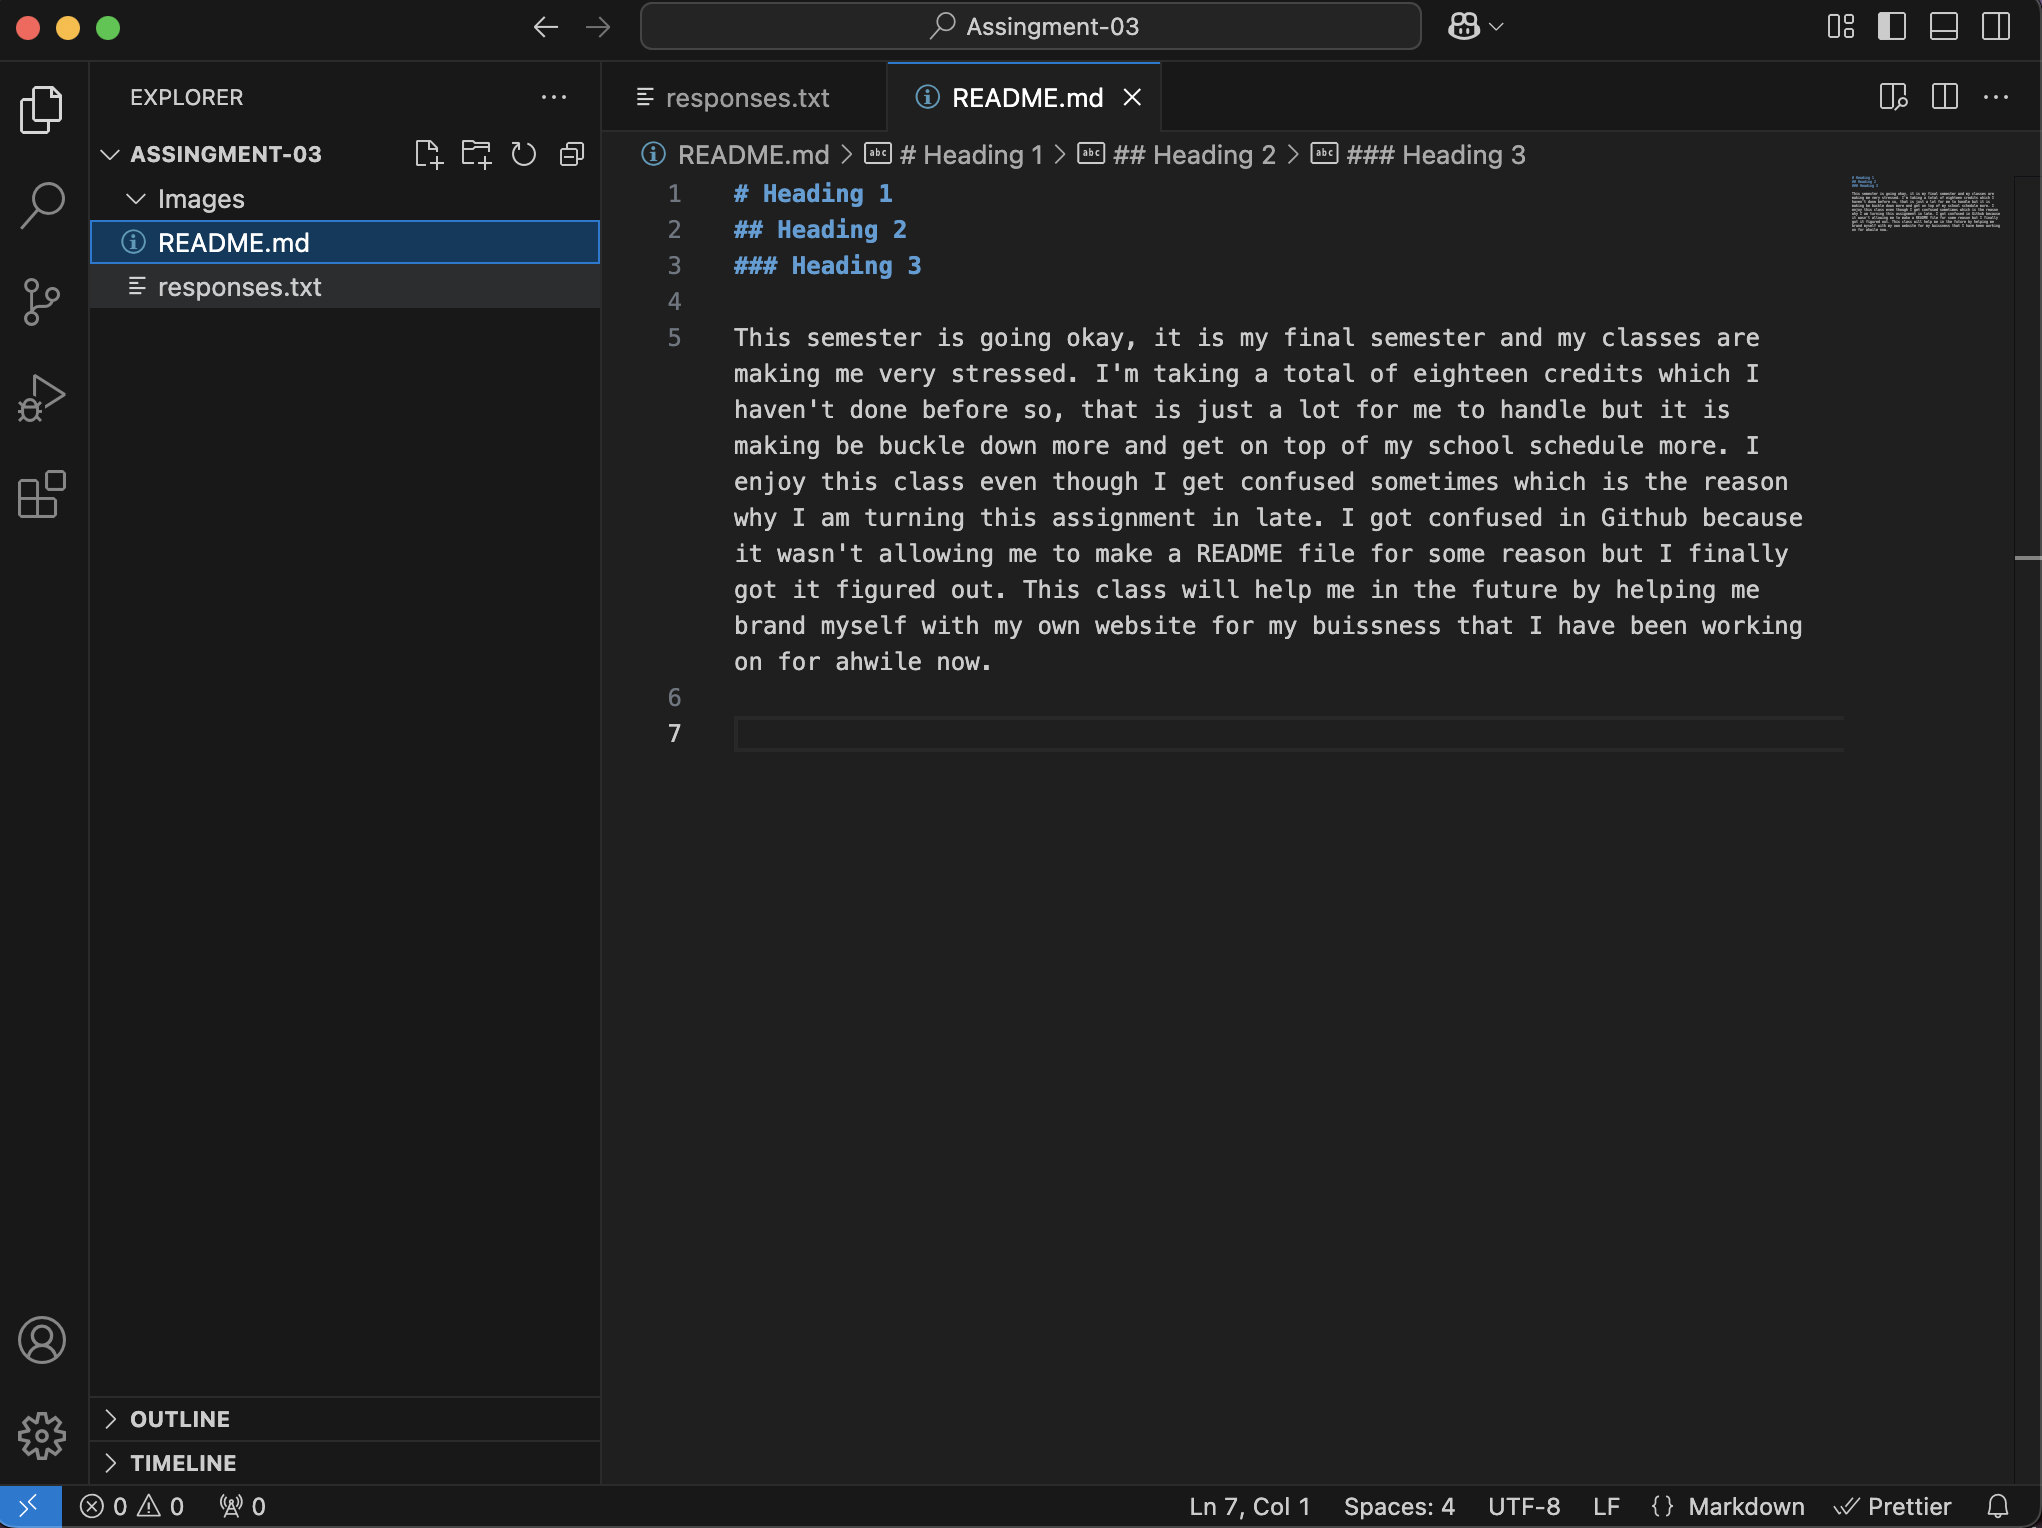 Assingment-03
EXPLORER
responses.txt
README.md
ASSINGMENT-03
README.md > # Heading 1 > ## Heading 2 > ### Heading 3
Images
README.md
responses.txt
1 # Heading 1
2 ## Heading 2
3 ### Heading 3
4
5 This semester is going okay, it is my final semester and my classes are
making me very stressed. I'm taking a total of eighteen credits which I
haven't done before so, that is just a lot for me to handle but it is
making be buckle down more and get on top of my school schedule more. I
enjoy this class even though I get confused sometimes which is the reason
why I am turning this assignment in late. I got confused in Github because
it wasn't allowing me to make a README file for some reason but I finally
got it figured out. This class will help me in the future by helping me
brand myself with my own website for my buissness that I have been working
on for ahwile now.
6
7
OUTLINE
TIMELINE
0 0 0 Ln 7, Col 1 Spaces: 4 UTF-8 LF {} Markdown Prettier